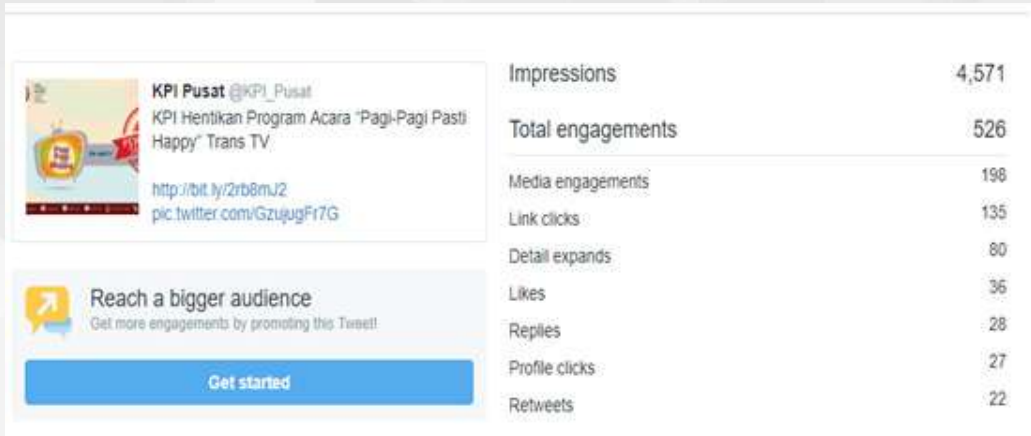 KPI Pusat @KPI_Pusat
KPI Hentikan Program Acara "Pagi-Pagi Pasti
Happy" Trans TV
http://bit.ly/2rb8mJ2
pic.twitter.com/GzujugFr7G
Reach a bigger audience
Get more engagements by promoting this Tweet!
Get started
Impressions 4,571
Total engagements 526
Media engagements 198
Link clicks 135
Detail expands 80
Likes 36
Replies 28
Profile clicks 27
Retweets 22